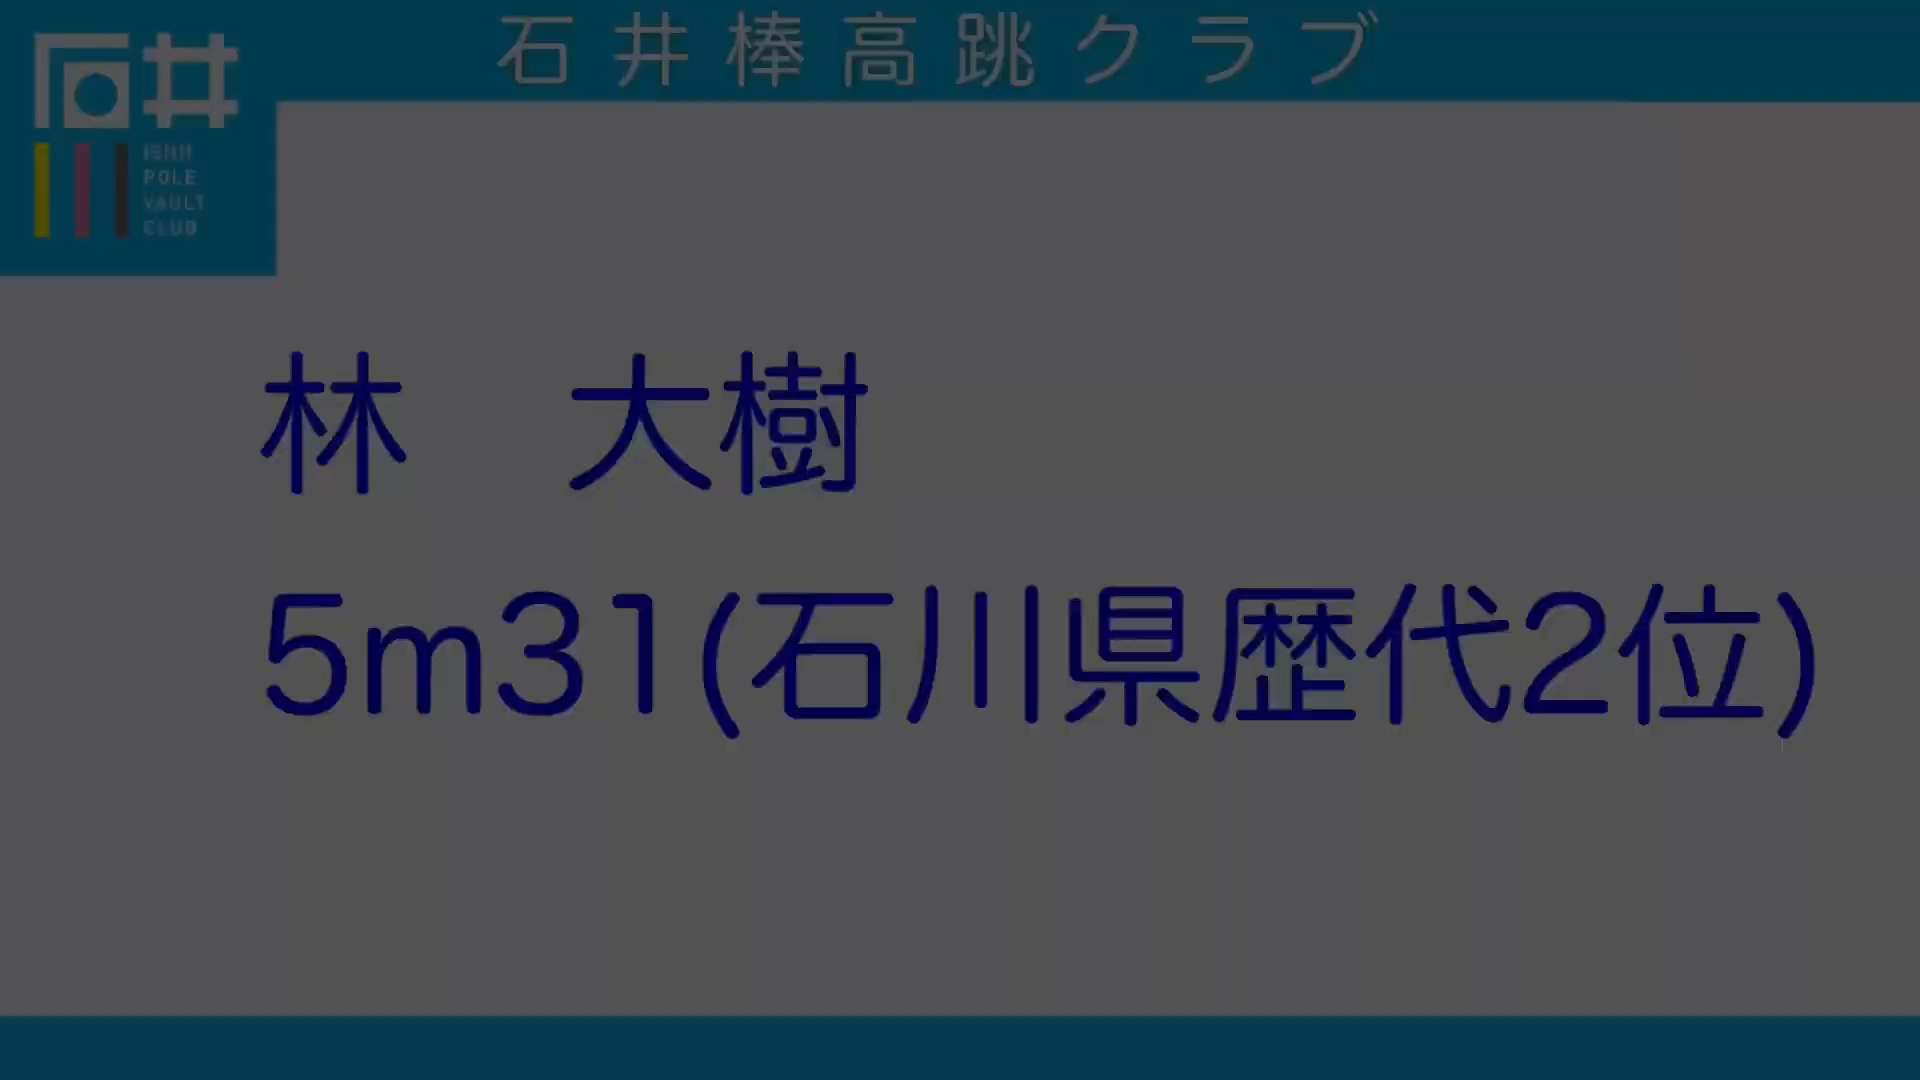 石井棒高跳クラブ
石井
ISHII
POLE
VAULT
CLUB
林　大樹
5m31(石川県歴代2位)